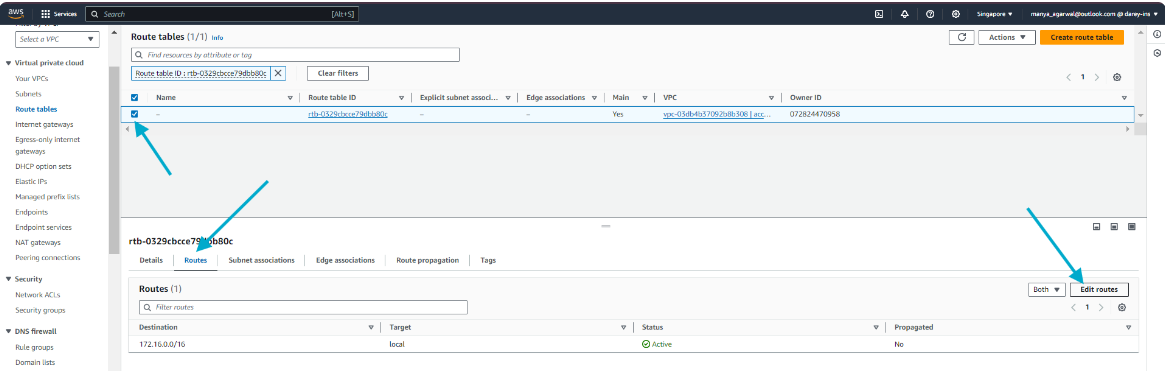 aws Services Search [Alt+S] Singapore manya_agarwal@outlook.com @ darey-ins
Select a VPC
Virtual private cloud
Your VPCs
Subnets
Route tables
Internet gateways
Egress-only internet
gateways
DHCP option sets
Elastic IPs
Managed prefix lists
Endpoints
Endpoint services
NAT gateways
Peering connections
Security
Network ACLs
Security groups
DNS firewall
Rule groups
Domain lists
Route tables (1/1) Info
Actions Create route table
Find resources by attribute or tag
Route table ID : rtb-0329cbcce79dbb80c Clear filters
1
Name Route table ID Explicit subnet associ... Edge associations Main VPC Owner ID
– rtb-0329cbcce79dbb80c – – Yes vpc-03db4b37092b8b308 | acc... 072824470958
rtb-0329cbcce79dbb80c
Details Routes Subnet associations Edge associations Route propagation Tags
Routes (1) Both Edit routes
Filter routes 1
Destination Target Status Propagated
172.16.0.0/16 local Active No